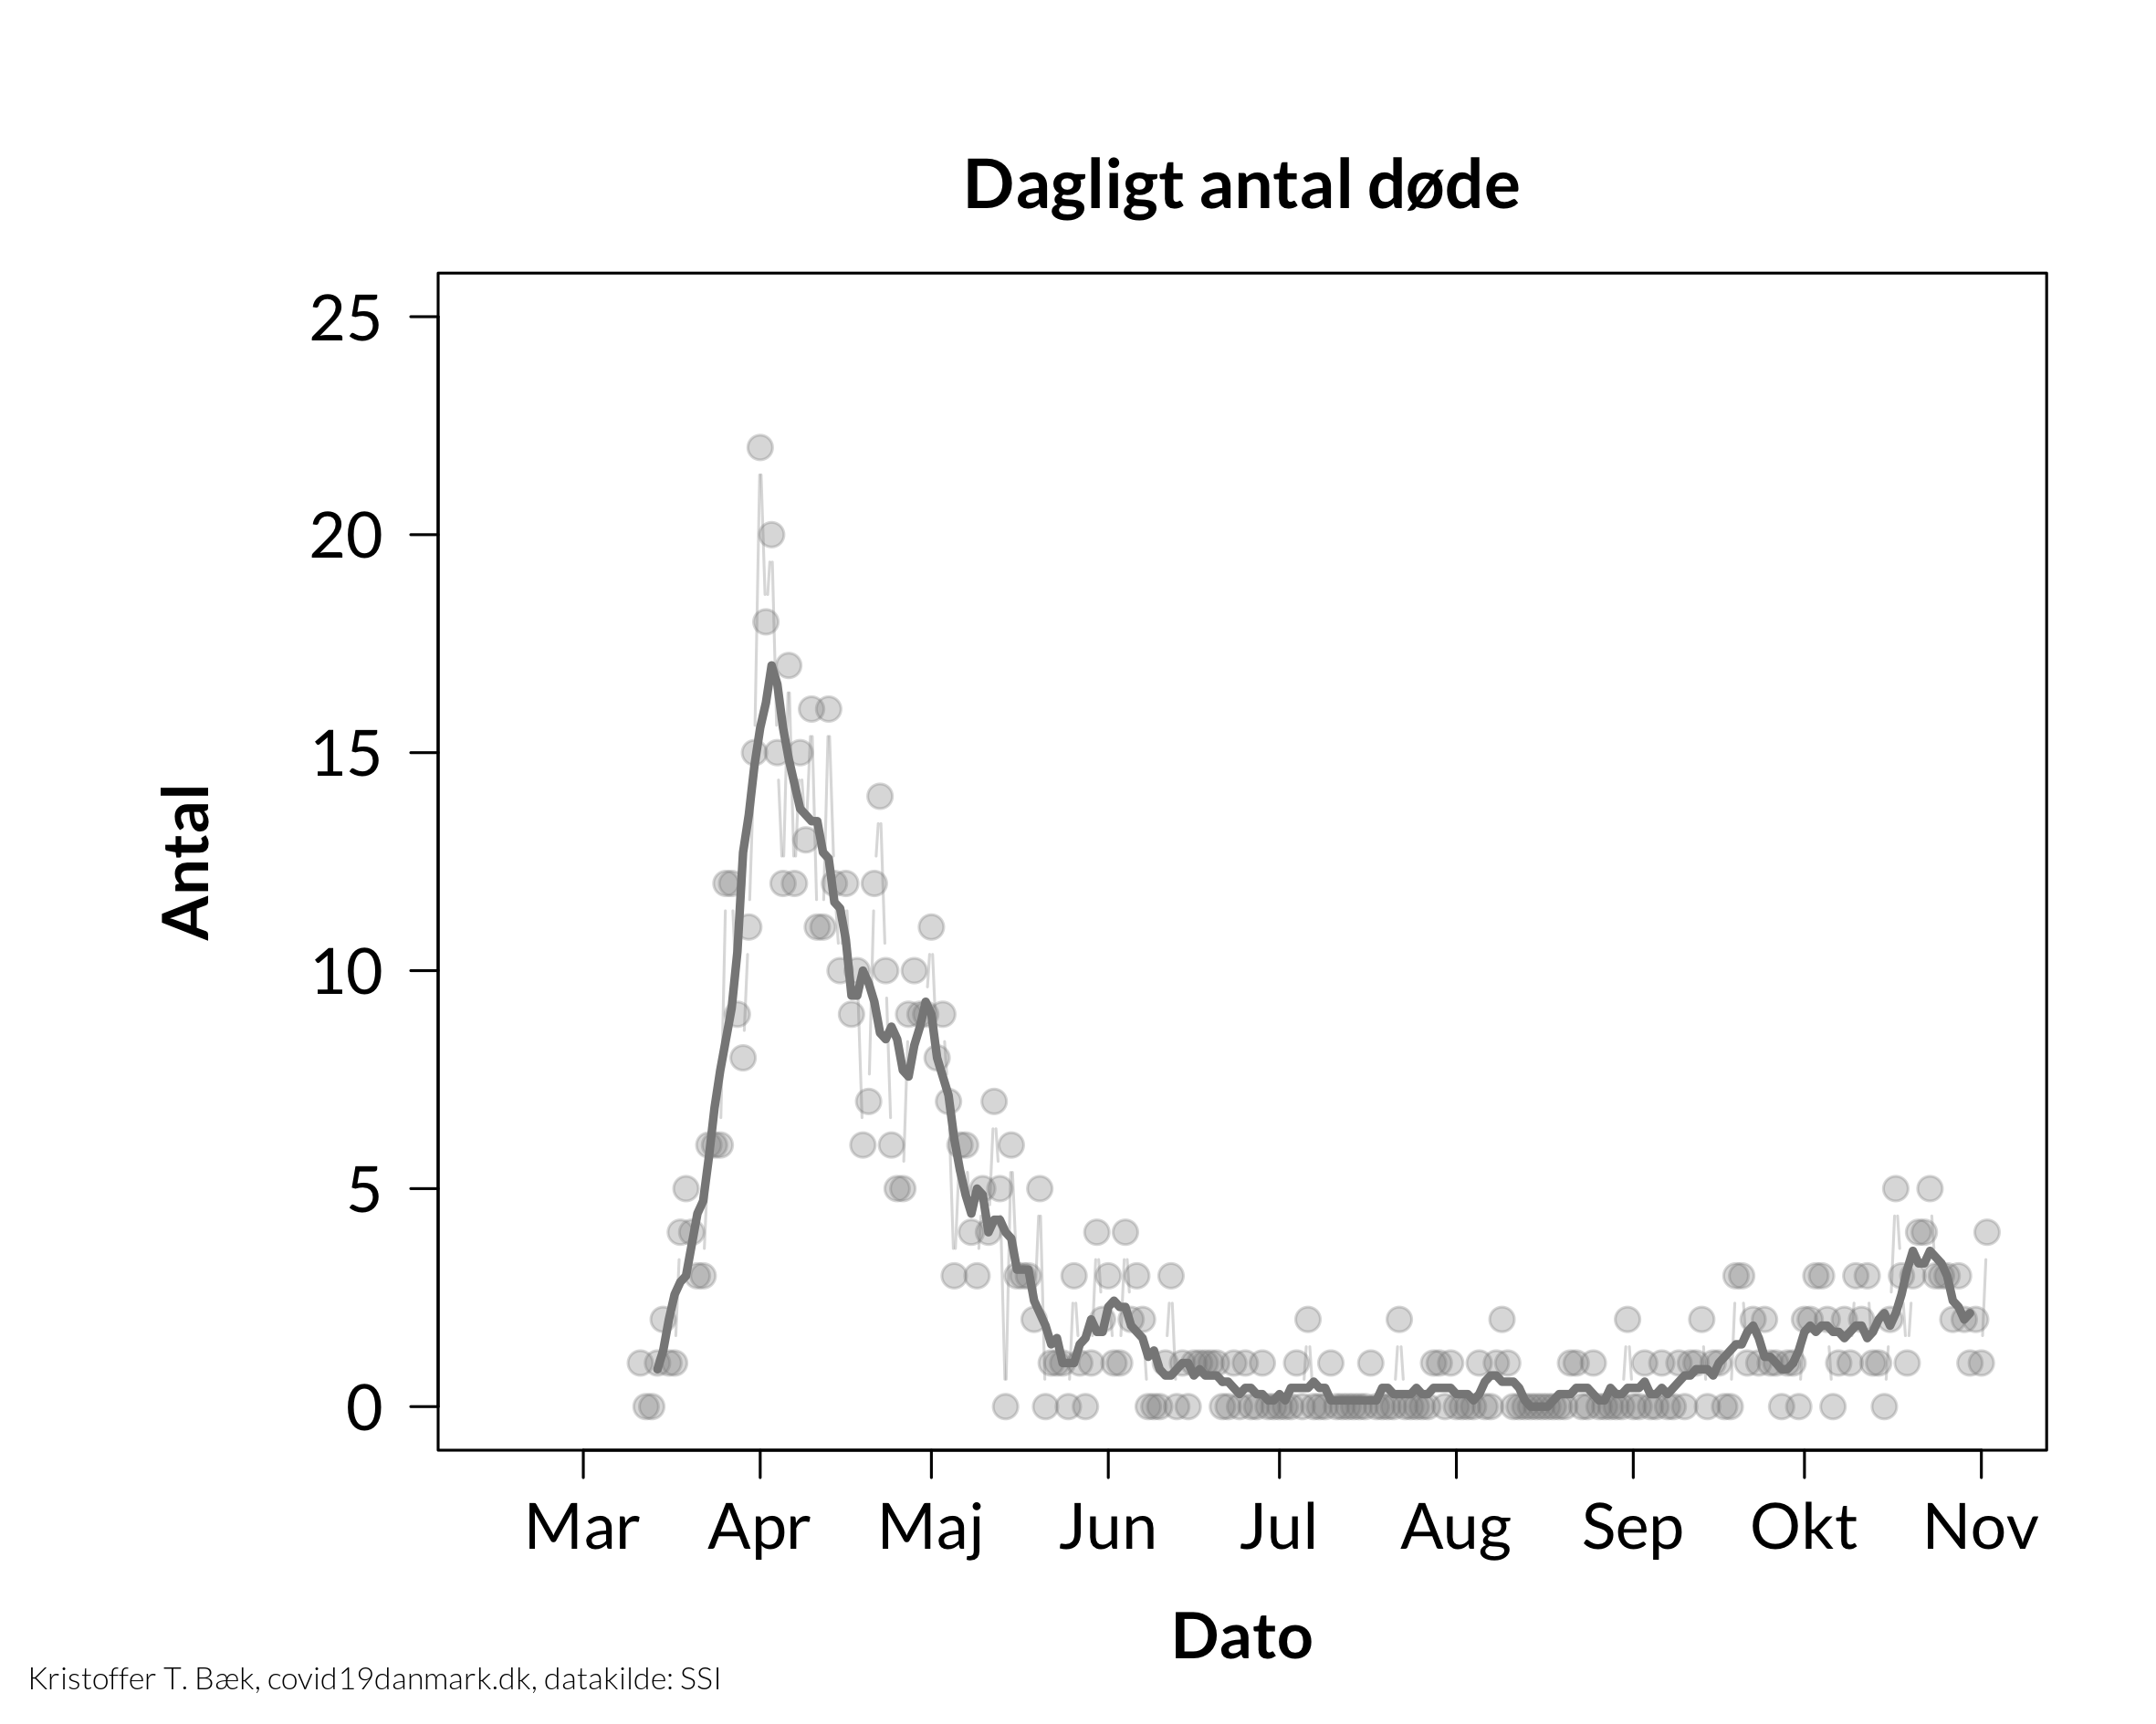 Dagligt antal døde
25
20
15
10
5
0
Antal
Mar Apr Maj Jun Jul Aug Sep Okt Nov
Dato
Kristoffer T. Bæk, covid19danmark.dk, datakilde: SSI